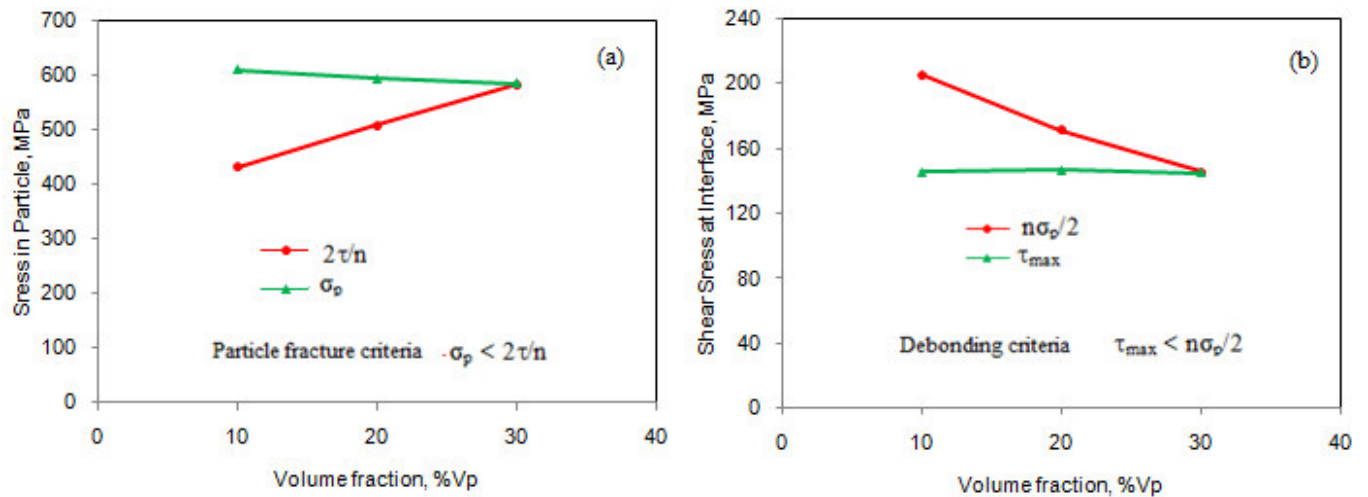 700
600
500
400
300
200
100
0
0
10
20
30
40
Sress in Particle, MPa
Volume fraction, %Vp
(a)
2τ/n
σₚ
Particle fracture criteria - σₚ < 2τ/n
240
200
160
120
80
40
0
0
10
20
30
40
Shear Sress at Interface, MPa
Volume fraction, %Vp
(b)
nσₚ/2
τmax
Debonding criteria τmax < nσₚ/2